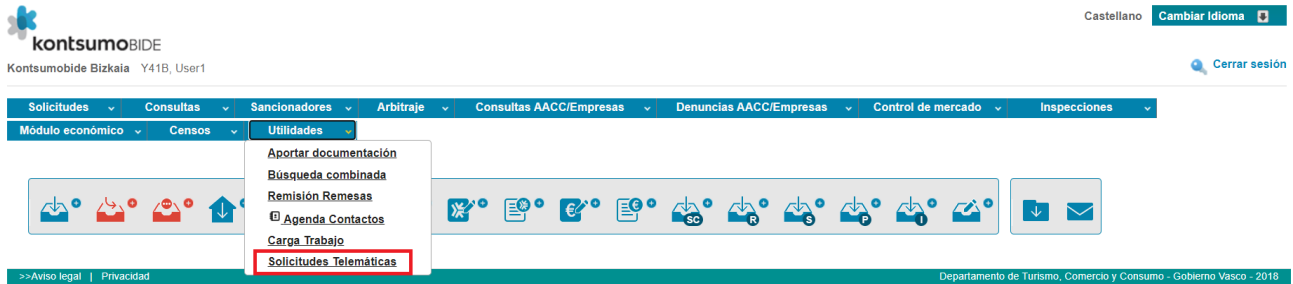 Castellano Cambiar Idioma
kontsumoBIDE
Kontsumobide Bizkaia Y41B, User1
Cerrar sesión
Solicitudes Consultas Sancionadores Arbitraje Consultas AACC/Empresas Denuncias AACC/Empresas Control de mercado Inspecciones
Módulo económico Censos Utilidades
Aportar documentación
Búsqueda combinada
Remisión Remesas
Agenda Contactos
Carga Trabajo
Solicitudes Telemáticas
SC R S P I
>>Aviso legal | Privacidad
Departamento de Turismo, Comercio y Consumo - Gobierno Vasco - 2018